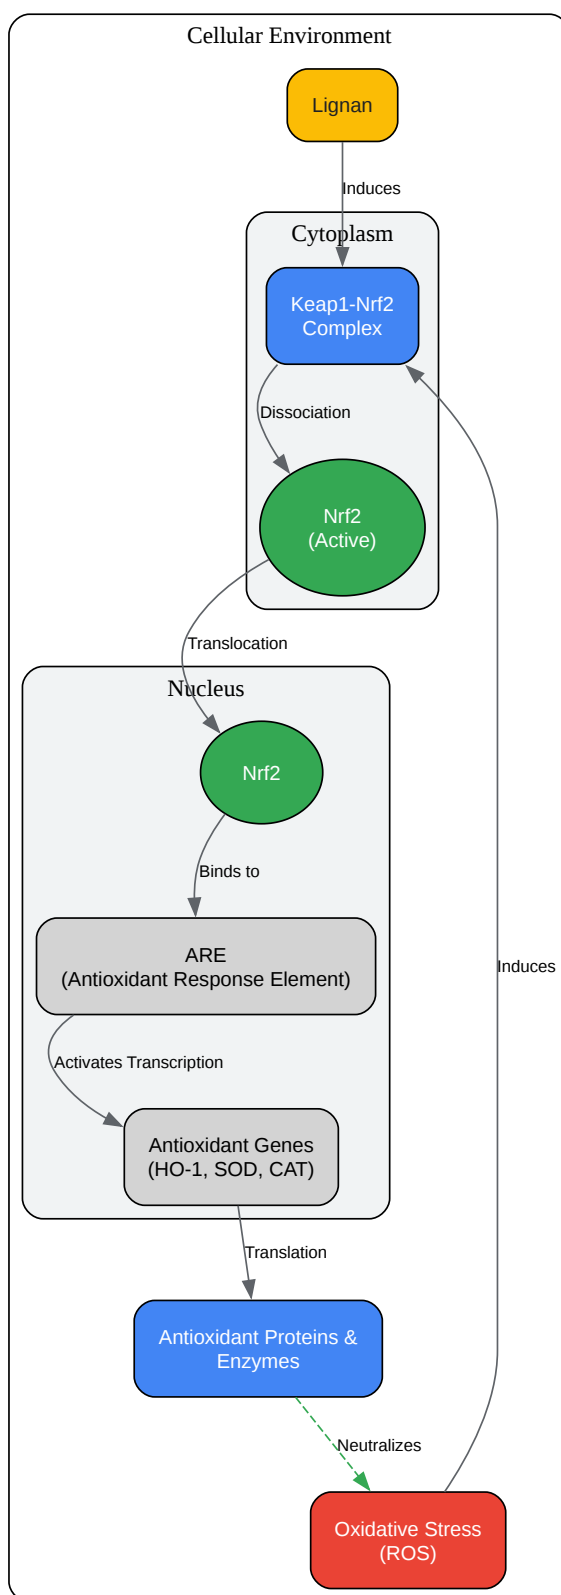 Cellular Environment
Lignan
Induces
Cytoplasm
Keap1-Nrf2
Complex
Dissociation
Nrf2
(Active)
Translocation
Nucleus
Nrf2
Binds to
ARE
(Antioxidant Response Element)
Induces
Activates Transcription
Antioxidant Genes
(HO-1, SOD, CAT)
Translation
Antioxidant Proteins &
Enzymes
Neutralizes
Oxidative Stress
(ROS)